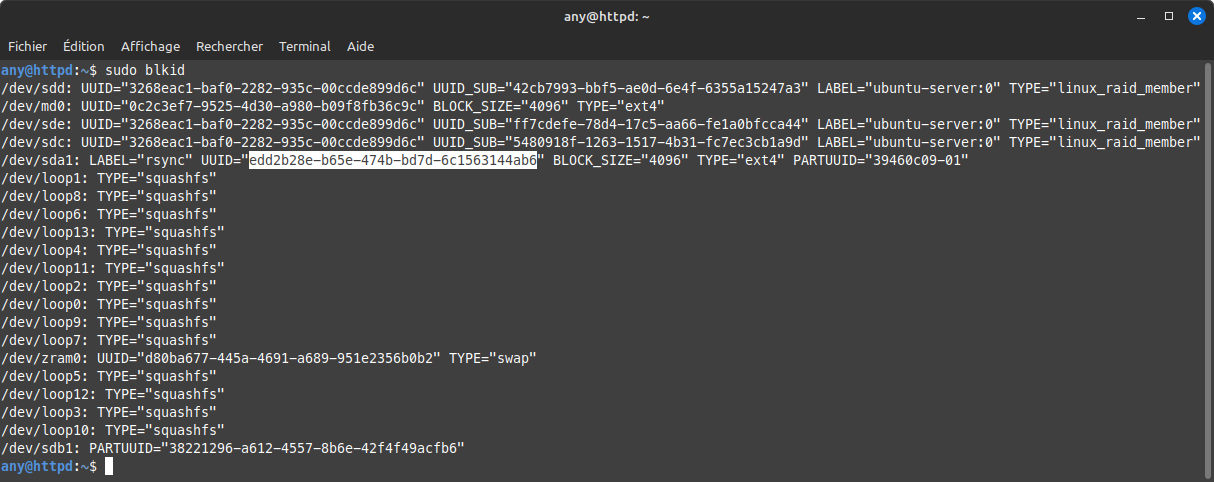 any@httpd: ~
Fichier Édition Affichage Rechercher Terminal Aide
any@httpd:~$ sudo blkid
/dev/sdd: UUID="3268eac1-baf0-2282-935c-00ccde899d6c" UUID_SUB="42cb7993-bbf5-ae0d-6e4f-6355a15247a3" LABEL="ubuntu-server:0" TYPE="linux_raid_member"
/dev/md0: UUID="0c2c3ef7-9525-4d30-a980-b09f8fb36c9c" BLOCK_SIZE="4096" TYPE="ext4"
/dev/sde: UUID="3268eac1-baf0-2282-935c-00ccde899d6c" UUID_SUB="ff7cdefe-78d4-17c5-aa66-fe1a0bfcca44" LABEL="ubuntu-server:0" TYPE="linux_raid_member"
/dev/sdc: UUID="3268eac1-baf0-2282-935c-00ccde899d6c" UUID_SUB="5480918f-1263-1517-4b31-fc7ec3cb1a9d" LABEL="ubuntu-server:0" TYPE="linux_raid_member"
/dev/sda1: LABEL="rsync" UUID="edd2b28e-b65e-474b-bd7d-6c1563144ab6" BLOCK_SIZE="4096" TYPE="ext4" PARTUUID="39460c09-01"
/dev/loop1: TYPE="squashfs"
/dev/loop8: TYPE="squashfs"
/dev/loop6: TYPE="squashfs"
/dev/loop13: TYPE="squashfs"
/dev/loop4: TYPE="squashfs"
/dev/loop11: TYPE="squashfs"
/dev/loop2: TYPE="squashfs"
/dev/loop0: TYPE="squashfs"
/dev/loop9: TYPE="squashfs"
/dev/loop7: TYPE="squashfs"
/dev/zram0: UUID="d80ba677-445a-4691-a689-951e2356b0b2" TYPE="swap"
/dev/loop5: TYPE="squashfs"
/dev/loop12: TYPE="squashfs"
/dev/loop3: TYPE="squashfs"
/dev/loop10: TYPE="squashfs"
/dev/sdb1: PARTUUID="38221296-a612-4557-8b6e-42f4f49acfb6"
any@httpd:~$